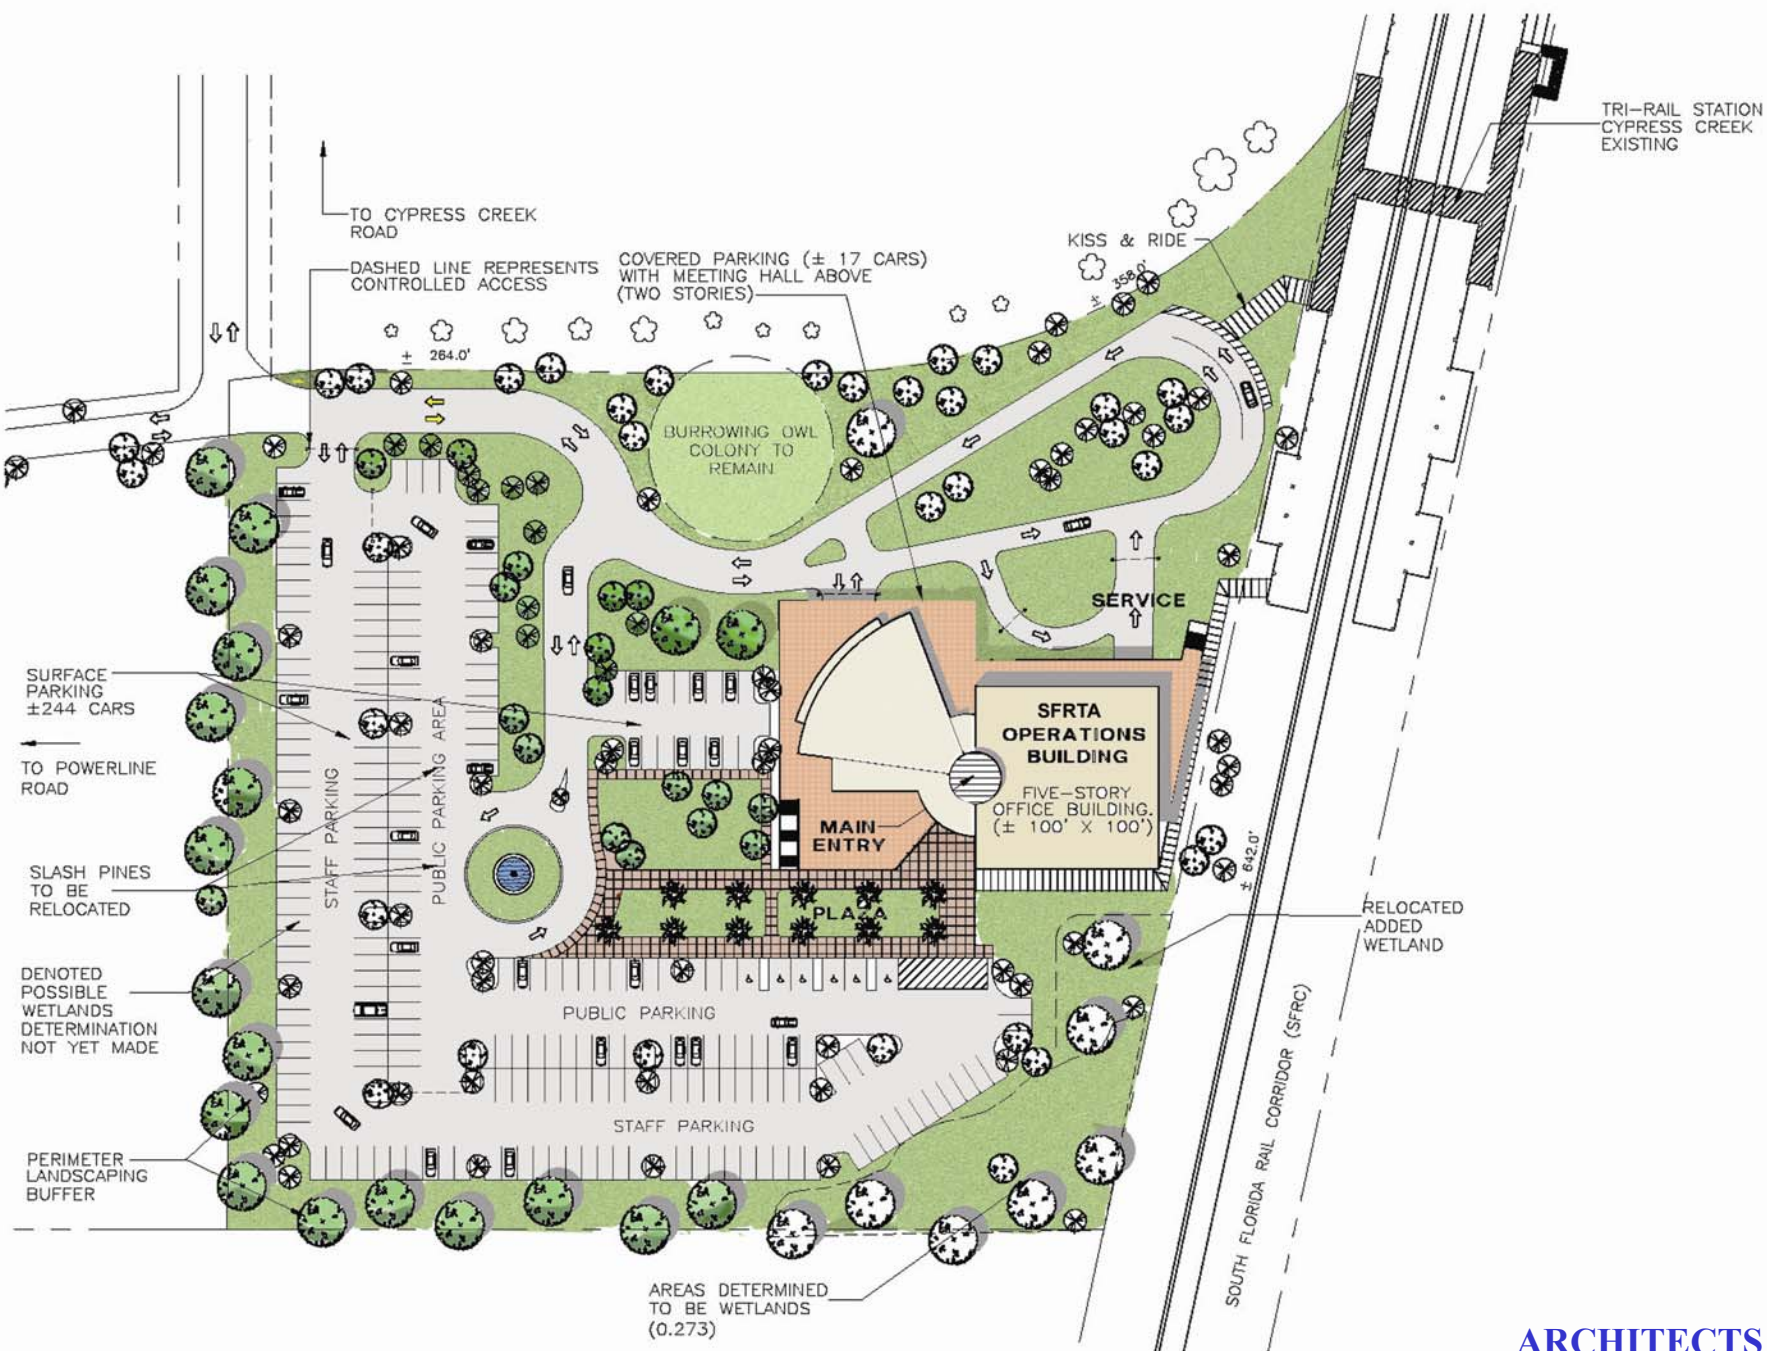 TRI-RAIL STATION
CYPRESS CREEK
EXISTING
TO CYPRESS CREEK
ROAD
KISS & RIDE
COVERED PARKING (± 17 CARS)
WITH MEETING HALL ABOVE
(TWO STORIES)
DASHED LINE REPRESENTS
CONTROLLED ACCESS
± 358.0'
± 264.0'
BURROWING OWL
COLONY TO
REMAIN
SERVICE
SURFACE
PARKING
±244 CARS
SFRTA
OPERATIONS
BUILDING
FIVE-STORY
OFFICE BUILDING.
(± 100' X 100')
TO POWERLINE
ROAD
STAFF PARKING
PUBLIC PARKING AREA
MAIN
ENTRY
± 642.0'
SLASH PINES
TO BE
RELOCATED
PLAZA
RELOCATED
ADDED
WETLAND
DENOTED
POSSIBLE
WETLANDS
DETERMINATION
NOT YET MADE
PUBLIC PARKING
STAFF PARKING
SOUTH FLORIDA RAIL CORRIDOR (SFRC)
PERIMETER
LANDSCAPING
BUFFER
AREAS DETERMINED
TO BE WETLANDS
(0.273)
ARCHITECTS